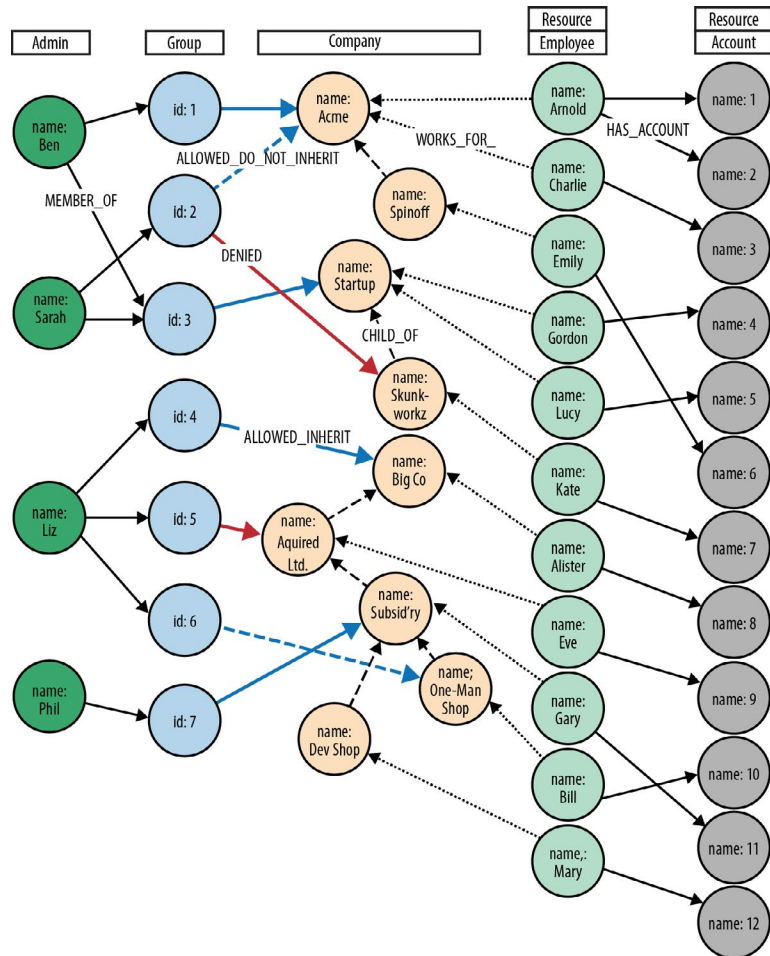 Resource
Resource
Admin
Group
Company
Employee
Account
name:
Ben
id: 1
name:
Acme
name:
Arnold
name: 1
HAS_ACCOUNT
WORKS_FOR_
ALLOWED_DO_NOT_INHERIT
name:
Charlie
name: 2
MEMBER_OF
id: 2
name:
Spinoff
DENIED
name:
Emily
name: 3
name:
Sarah
id: 3
name:
Startup
CHILD_OF
name:
Gordon
name: 4
name:
Skunk-
workz
name:
Lucy
name: 5
id: 4
ALLOWED_INHERIT
name:
Big Co
name:
Kate
name: 6
name:
Liz
id: 5
name:
Aquired
Ltd.
name:
Alister
name: 7
id: 6
name:
Subsid'ry
name:
Eve
name: 8
name:
Phil
id: 7
name;
One-Man
Shop
name:
Gary
name: 9
name:
Dev Shop
name:
Bill
name: 10
name,:
Mary
name: 11
name: 12